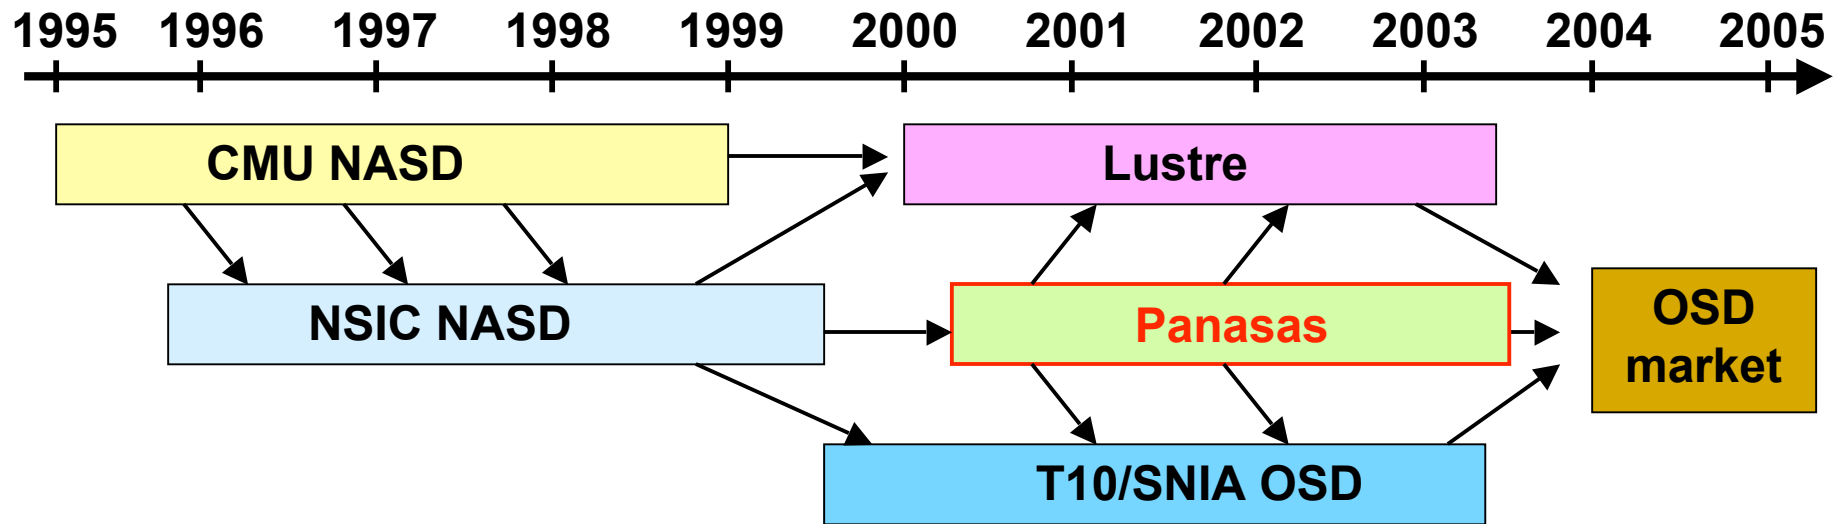 1995 1996 1997 1998 1999 2000 2001 2002 2003 2004 2005
CMU NASD
Lustre
NSIC NASD
Panasas
OSD
market
T10/SNIA OSD